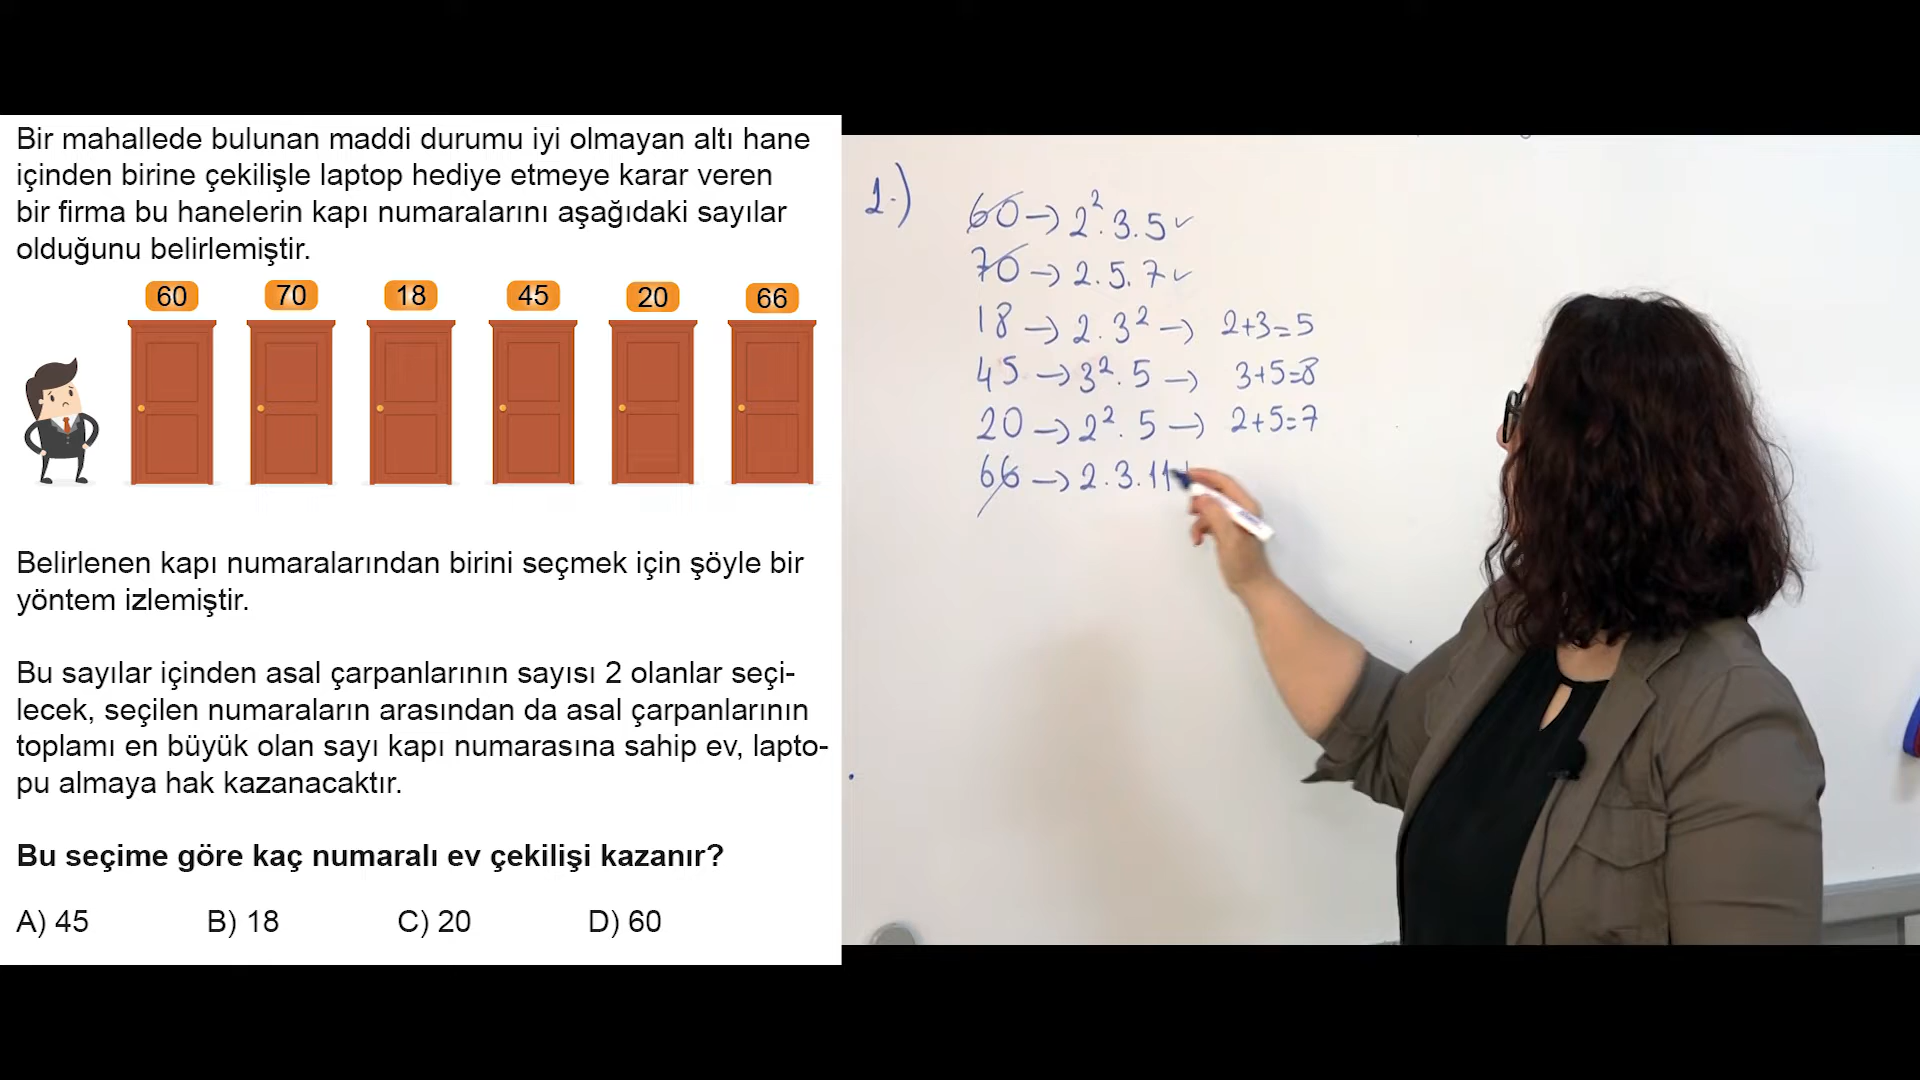 Bir mahallede bulunan maddi durumu iyi olmayan altı hane
içinden birine çekilişle laptop hediye etmeye karar veren
bir firma bu hanelerin kapı numaralarını aşağıdaki sayılar
olduğunu belirlemiştir.
60 70 18 45 20 66
Belirlenen kapı numaralarından birini seçmek için şöyle bir
yöntem izlemiştir.
Bu sayılar içinden asal çarpanlarının sayısı 2 olanlar seçi-
lecek, seçilen numaraların arasından da asal çarpanlarının
toplamı en büyük olan sayı kapı numarasına sahip ev, lapto-
pu almaya hak kazanacaktır.
Bu seçime göre kaç numaralı ev çekilişi kazanır?
A) 45 B) 18 C) 20 D) 60
1.)
60 → 2². 3. 5 ✓
70 → 2. 5. 7 ✓
18 → 2. 3² → 2+3=5
45 → 3². 5 → 3+5=8
20 → 2². 5 → 2+5=7
66 → 2. 3. 11